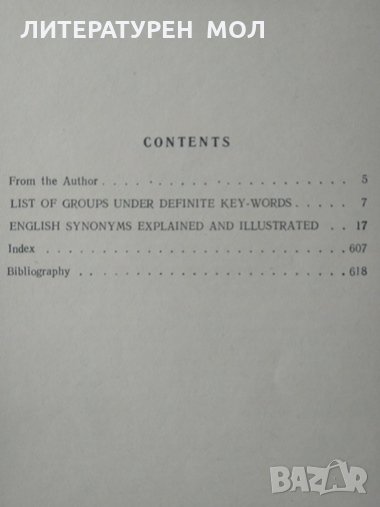 ЛИТЕРАТУРЕН МОЛ
CONTENTS
From the Author . . . . . . . . . . . . . . . . . . . . 5
LIST OF GROUPS UNDER DEFINITE KEY-WORDS . . . . . 7
ENGLISH SYNONYMS EXPLAINED AND ILLUSTRATED . . 17
Index . . . . . . . . . . . . . . . . . . . . . . . . 607
Bibliography . . . . . . . . . . . . . . . . . . . . . 618
BAZAR